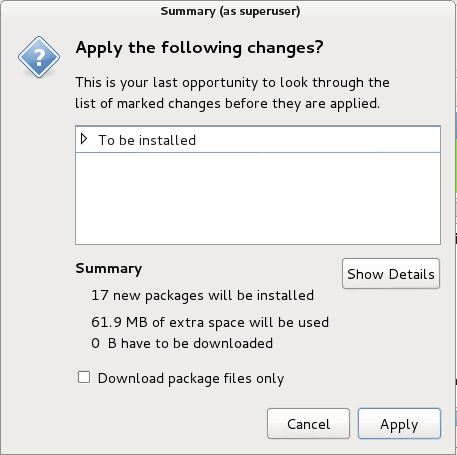 Summary (as superuser)
Apply the following changes?
This is your last opportunity to look through the
list of marked changes before they are applied.
To be installed
Summary
Show Details
17 new packages will be installed
61.9 MB of extra space will be used
0 B have to be downloaded
Download package files only
Cancel
Apply